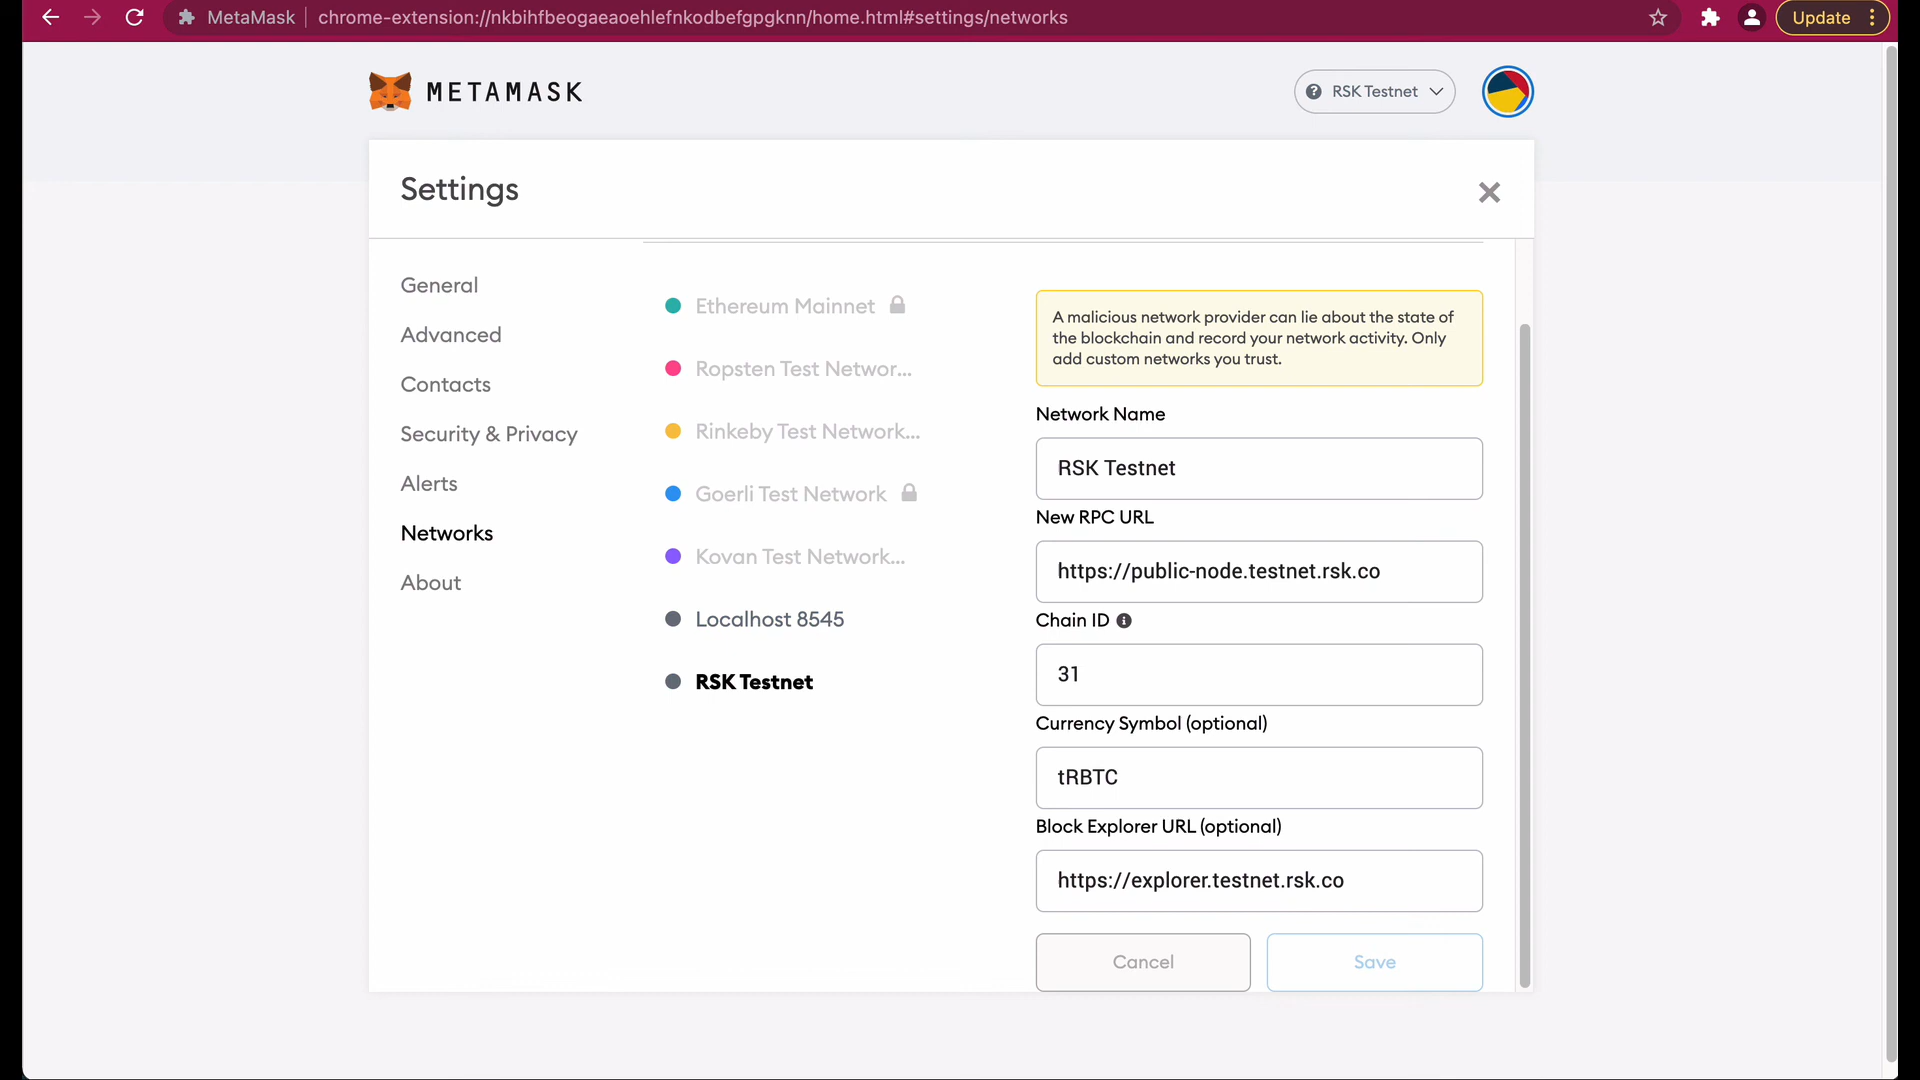 MetaMask
chrome-extension://nkbihfbeogaeaoehlefnkodbefgpgknn/home.html#settings/networks
Update
METAMASK
RSK Testnet
Settings
General
Advanced
Contacts
Security & Privacy
Alerts
Networks
About
Ethereum Mainnet
Ropsten Test Networ...
Rinkeby Test Network...
Goerli Test Network
Kovan Test Network...
Localhost 8545
RSK Testnet
A malicious network provider can lie about the state of
the blockchain and record your network activity. Only
add custom networks you trust.
Network Name
RSK Testnet
New RPC URL
https://public-node.testnet.rsk.co
Chain ID
31
Currency Symbol (optional)
tRBTC
Block Explorer URL (optional)
https://explorer.testnet.rsk.co
Cancel
Save